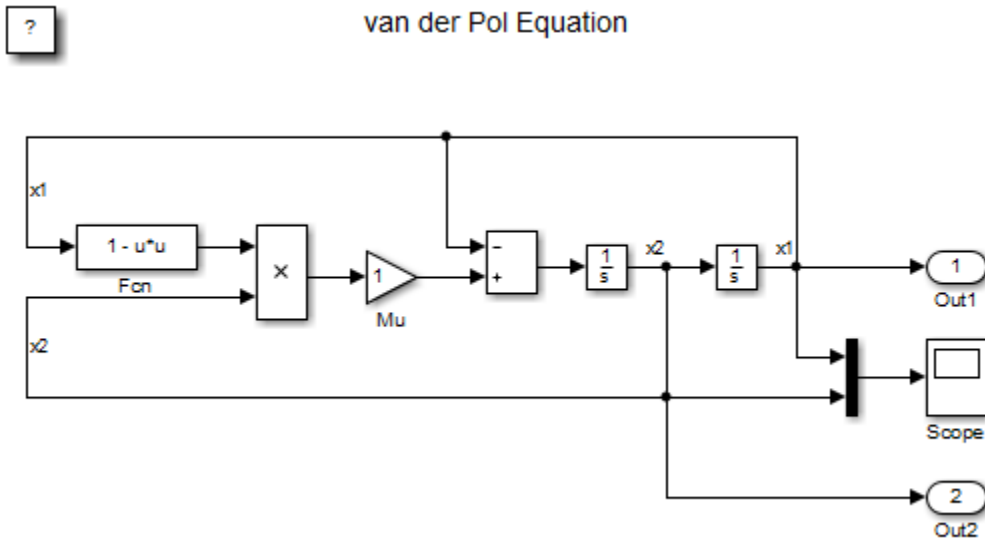 ?
van der Pol Equation
x1
1 - u*u
Fcn
×
1
Mu
−
+
1
s
x2
1
s
x1
1
Out1
x2
Scope
2
Out2